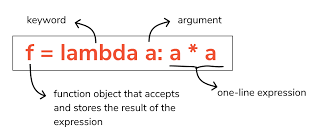 keyword
argument
f = lambda a: a * a
function object that accepts
and stores the result of the
expression
one-line expression